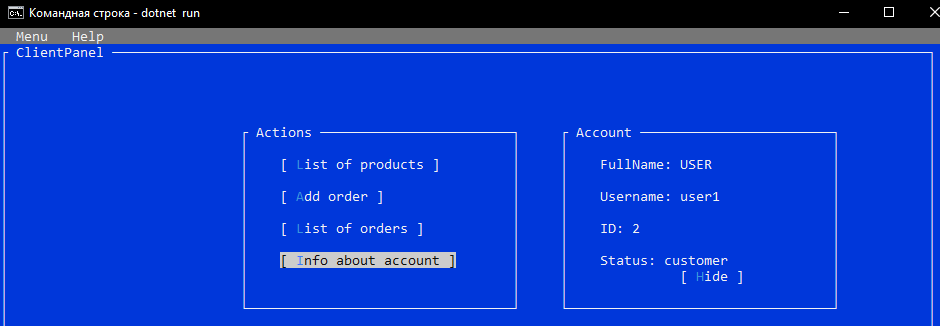 Командная строка - dotnet run
Menu Help
ClientPanel
Actions
[ List of products ]
[ Add order ]
[ List of orders ]
[ Info about account ]
Account
FullName: USER
Username: user1
ID: 2
Status: customer
[ Hide ]